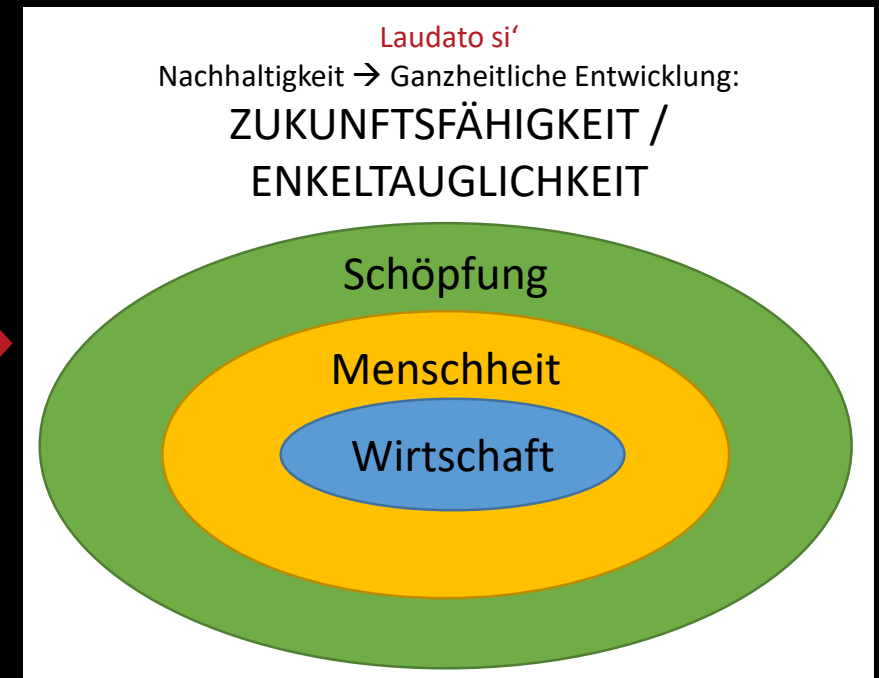 Laudato si‘
Nachhaltigkeit → Ganzheitliche Entwicklung:
ZUKUNFTSFÄHIGKEIT /
ENKELTAUGLICHKEIT
Schöpfung
Menschheit
Wirtschaft